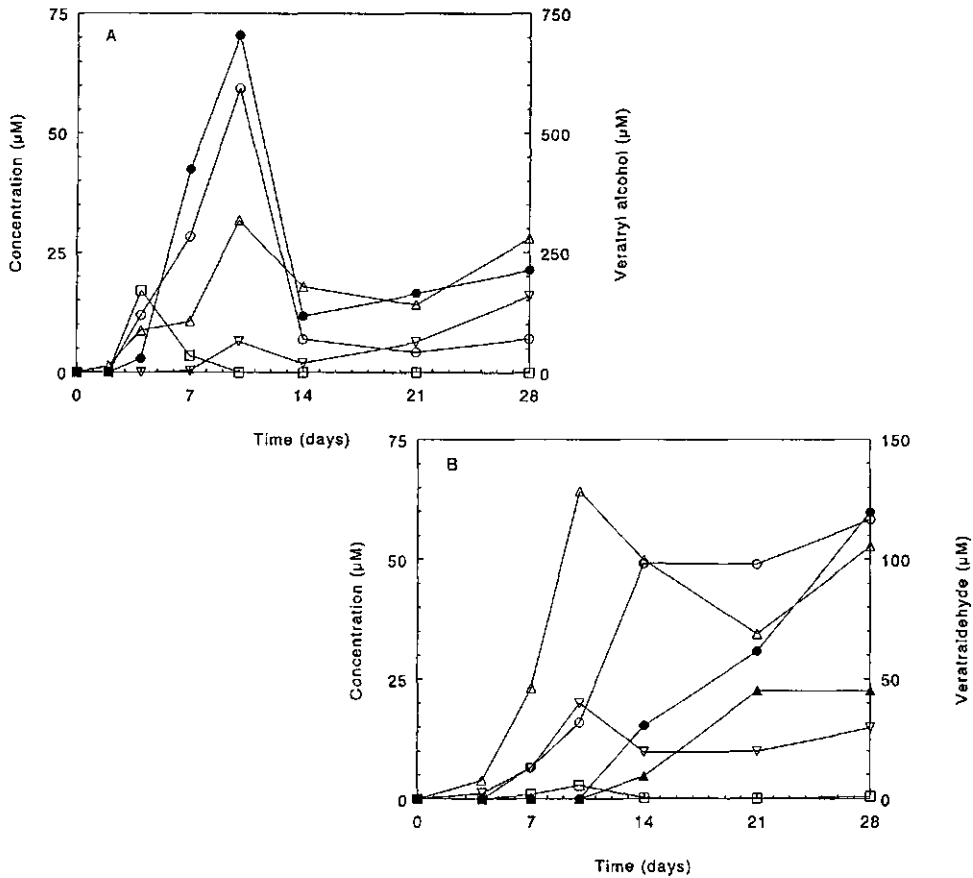 A
75
50
25
0
Concentration (µM)
750
500
250
0
Veratryl alcohol (µM)
0 7 14 21 28
Time (days)
B
75
50
25
0
Concentration (µM)
150
100
50
0
Veratraldehyde (µM)
0 7 14 21 28
Time (days)